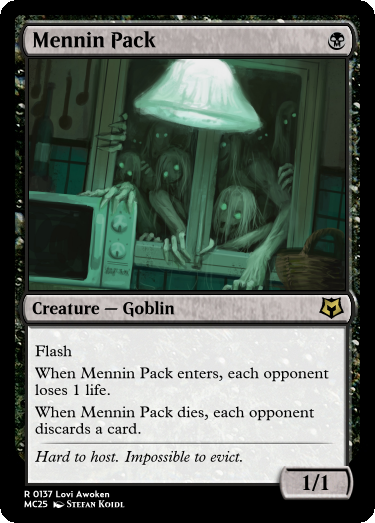 Mennin Pack
Creature — Goblin
Flash
When Mennin Pack enters, each opponent
loses 1 life.
When Mennin Pack dies, each opponent
discards a card.
Hard to host. Impossible to evict.
1/1
R 0137 Lovi Awoken
MC25 Stefan Koidl